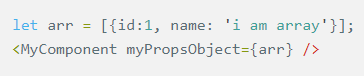 let arr = [{id:1, name: 'i am array'}];
<MyComponent myPropsObject={arr} />